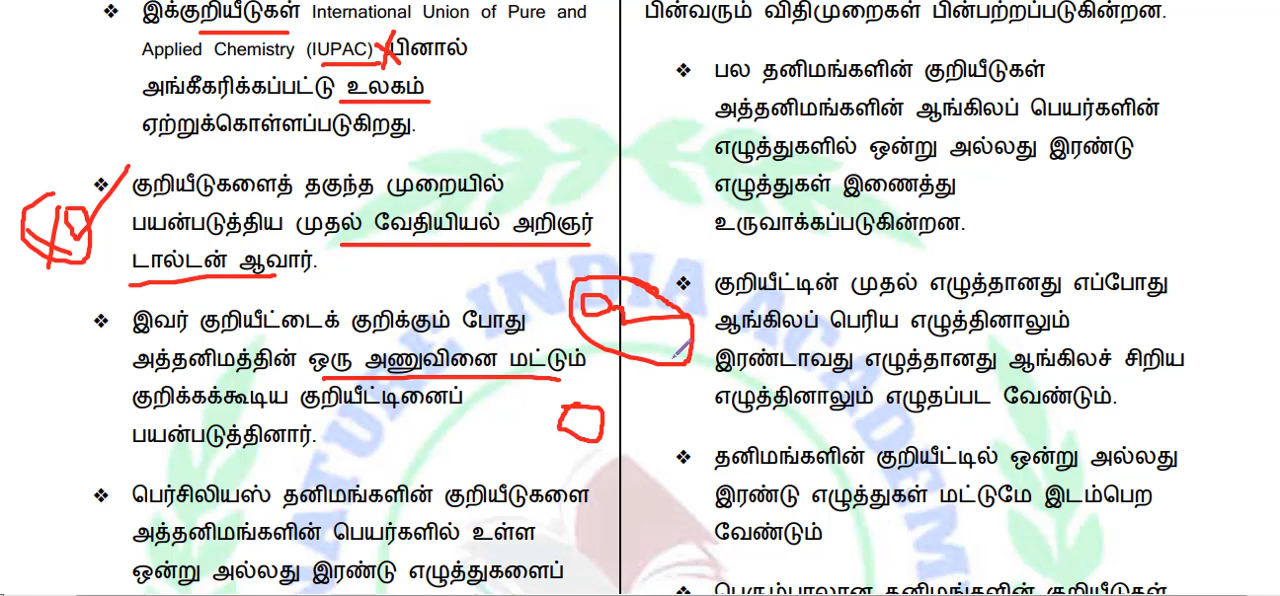 இக்குறியீடுகள் International Union of Pure and
Applied Chemistry (IUPAC) யினால்
அங்கீகரிக்கப்பட்டு உலகம்
ஏற்றுக்கொள்ளப்படுகிறது.
குறியீடுகளைத் தகுந்த முறையில்
பயன்படுத்திய முதல் வேதியியல் அறிஞர்
டால்டன் ஆவார்.
இவர் குறியீட்டைக் குறிக்கும் போது
அத்தனிமத்தின் ஒரு அணுவினை மட்டும்
குறிக்கக்கூடிய குறியீட்டினைப்
பயன்படுத்தினார்.
பெர்சிலியஸ் தனிமங்களின் குறியீடுகளை
அத்தனிமங்களின் பெயர்களில் உள்ள
ஒன்று அல்லது இரண்டு எழுத்துகளைப்
பின்வரும் விதிமுறைகள் பின்பற்றப்படுகின்றன.
பல தனிமங்களின் குறியீடுகள்
அத்தனிமங்களின் ஆங்கிலப் பெயர்களின்
எழுத்துகளில் ஒன்று அல்லது இரண்டு
எழுத்துகள் இணைத்து
உருவாக்கப்படுகின்றன.
குறியீட்டின் முதல் எழுத்தானது எப்போது
ஆங்கிலப் பெரிய எழுத்தினாலும்
இரண்டாவது எழுத்தானது ஆங்கிலச் சிறிய
எழுத்தினாலும் எழுதப்பட வேண்டும்.
தனிமங்களின் குறியீட்டில் ஒன்று அல்லது
இரண்டு எழுத்துகள் மட்டுமே இடம்பெற
வேண்டும்
பெரும்பாலான தனிமங்களின் குறியீடுகள்
INDIA ACADEM